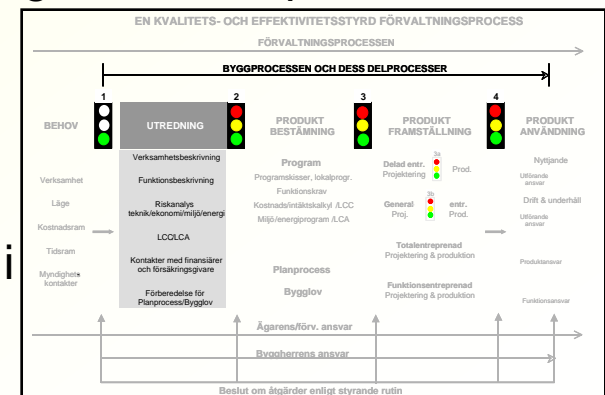 EN KVALITETS- OCH EFFEKTIVITETSSTYRD FÖRVALTNINGSPROCESS
FÖRVALTNINGSPROCESSEN
BYGGPROCESSEN OCH DESS DELPROCESSER
1
2
3
4
BEHOV
UTREDNING
PRODUKT
BESTÄMNING
PRODUKT
FRAMSTÄLLNING
PRODUKT
ANVÄNDNING
Verksamhet
Läge
Kostnadsram
Tidsram
Myndighets-
kontakter
Verksamhetsbeskrivning
Funktionsbeskrivning
Riskanalys
teknik/ekonomi/miljö/energi
LCC/LCA
Kontakter med finansiärer
och försäkringsgivare
Förberedelse för
Planprocess/Bygglov
Program
Programskisser, lokalprogr.
Funktionskrav
Kostnads/intäktskalkyl /LCC
Miljö/energiprogram /LCA
Planprocess
Bygglov
3a
Delad entr.
Projektering
Prod.
3b
General
entr.
Proj.
Prod.
Totalentreprenad
Projektering & produktion
Funktionsentreprenad
Projektering & produktion
Nyttjande
Utförande
ansvar
Drift & underhåll
Utförande
ansvar
Produktansvar
Funktionsansvar
i
Ägarens/förv. ansvar
Byggherrens ansvar
Beslut om åtgärder enligt styrande rutin